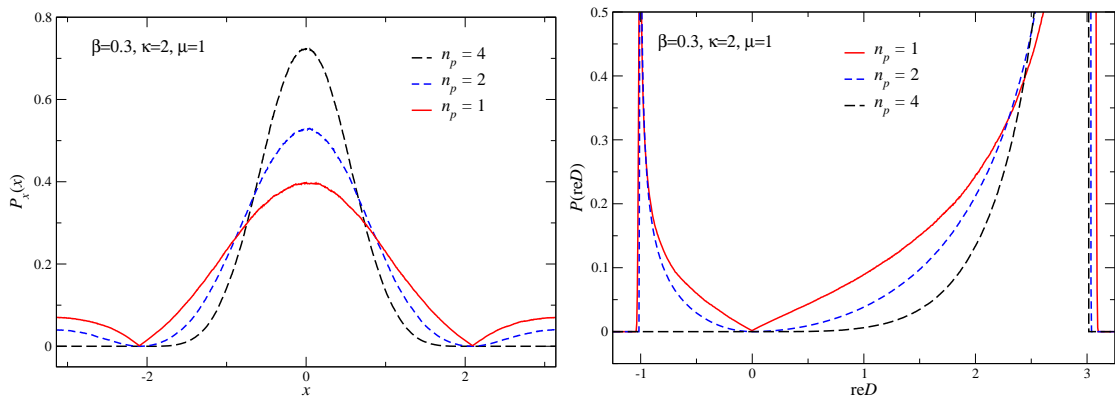 β=0.3, κ=2, μ=1
n_p = 4
n_p = 2
n_p = 1
P_x(x)
0.8
0.6
0.4
0.2
0
-2
0
2
x
β=0.3, κ=2, μ=1
n_p = 1
n_p = 2
n_p = 4
P(reD)
0.5
0.4
0.3
0.2
0.1
0
-1
0
1
2
3
reD